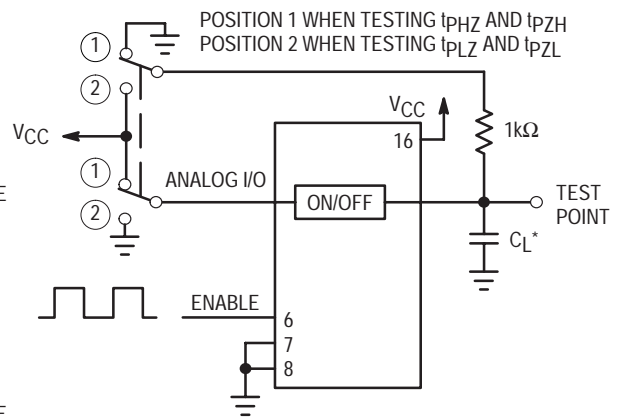 POSITION 1 WHEN TESTING tPHZ AND tPZH
POSITION 2 WHEN TESTING tPLZ AND tPZL
1
2
VCC
VCC
16
1kΩ
1
ANALOG I/O
ON/OFF
TEST
POINT
E
2
CL*
ENABLE
6
7
8
E